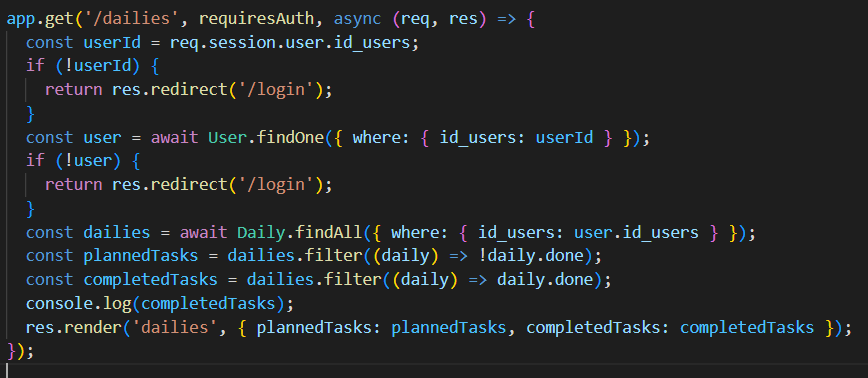 app.get('/dailies', requiresAuth, async (req, res) => {
  const userId = req.session.user.id_users;
  if (!userId) {
    return res.redirect('/login');
  }
  const user = await User.findOne({ where: { id_users: userId } });
  if (!user) {
    return res.redirect('/login');
  }
  const dailies = await Daily.findAll({ where: { id_users: user.id_users } });
  const plannedTasks = dailies.filter((daily) => !daily.done);
  const completedTasks = dailies.filter((daily) => daily.done);
  console.log(completedTasks);
  res.render('dailies', { plannedTasks: plannedTasks, completedTasks: completedTasks });
});